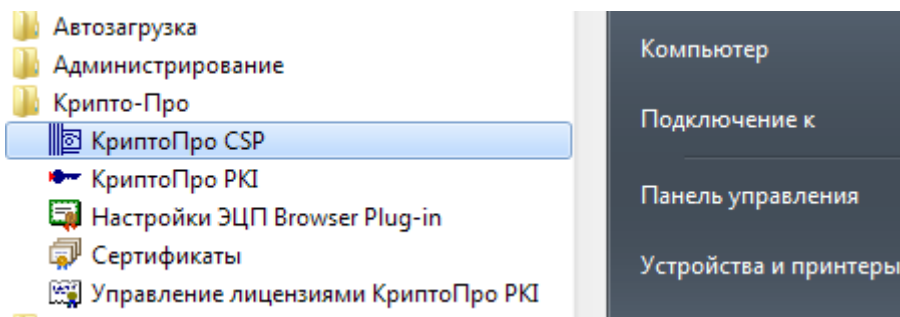 Автозагрузка
Администрирование
Крипто-Про
КриптоПро CSP
КриптоПро PKI
Настройки ЭЦП Browser Plug-in
Сертификаты
Управление лицензиями КриптоПро PKI
Компьютер
Подключение к
Панель управления
Устройства и принтеры